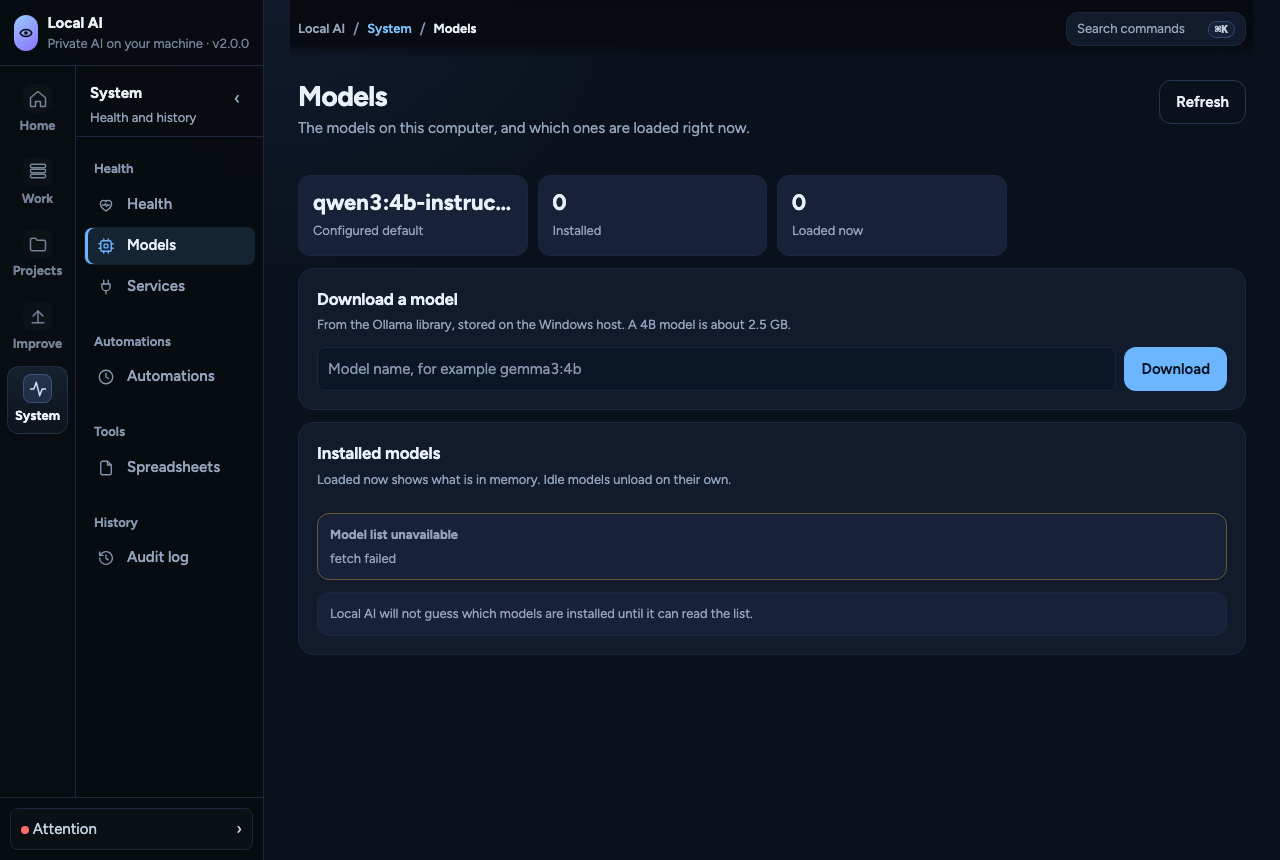 Local AI
Private AI on your machine · v2.0.0
Home
Work
Projects
Improve
System
System
Health and history
‹
Health
Health
Models
Services
Automations
Automations
Tools
Spreadsheets
History
Audit log
Attention ›
Local AI / System / Models
Search commands ⌘K
Models
The models on this computer, and which ones are loaded right now.
Refresh
qwen3:4b-instruc...
Configured default
0
Installed
0
Loaded now
Download a model
From the Ollama library, stored on the Windows host. A 4B model is about 2.5 GB.
Model name, for example gemma3:4b
Download
Installed models
Loaded now shows what is in memory. Idle models unload on their own.
Model list unavailable
fetch failed
Local AI will not guess which models are installed until it can read the list.